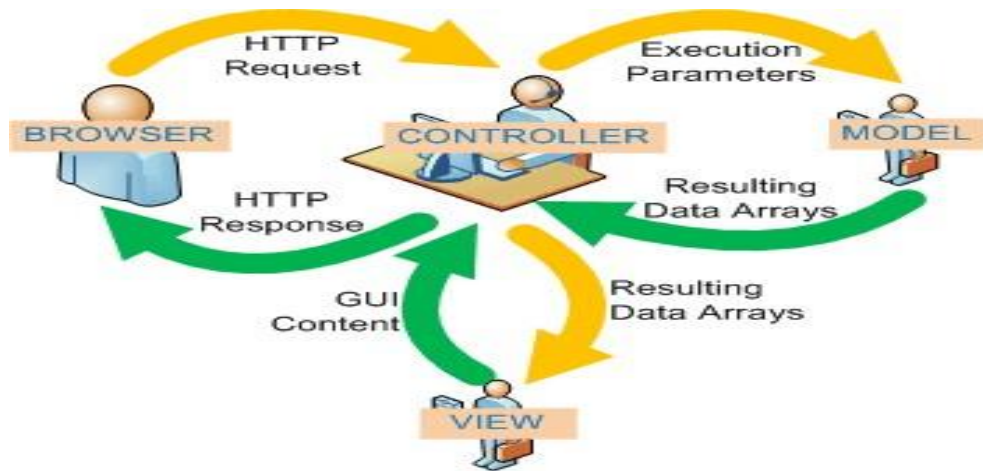 HTTP
Request
Execution
Parameters
BROWSER
CONTROLLER
MODEL
HTTP
Response
Resulting
Data Arrays
GUI
Content
Resulting
Data Arrays
VIEW